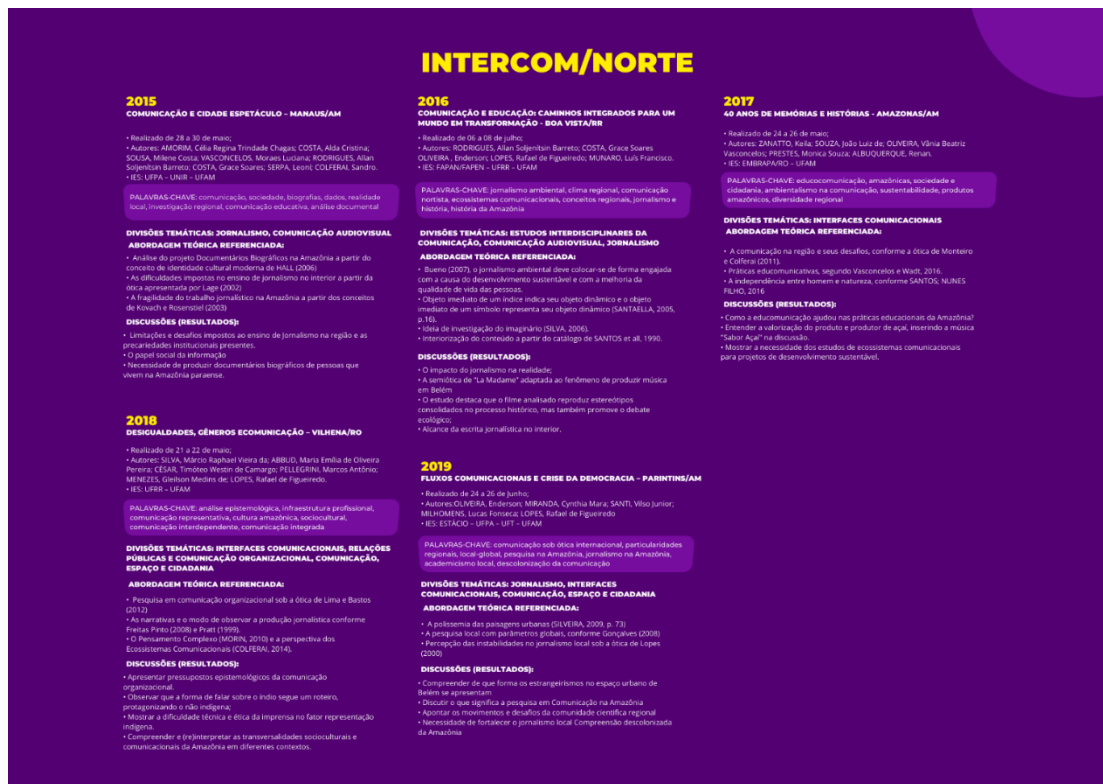 INTERCOM/NORTE
2015
COMUNICAÇÃO E CIDADE ESPETÁCULO – MANAUS/AM
• Realizado de 28 a 30 de maio;
• Autores: AMORIM, Célia Regina Trindade Chagas; COSTA, Alda Cristina;
SOUSA, Milene Costa; VASCONCELOS, Moraes Luciana; RODRIGUES, Allan
Soljenítsin Barreto; COSTA, Grace Soares; SERPA, Leoní; COLFERAI, Sandro.
• IES: UFPA – UNIR – UFAM
PALAVRAS-CHAVE: comunicação, sociedade, biografias, dados, realidade
local, investigação regional, comunicação educativa, análise documental
DIVISÕES TEMÁTICAS: JORNALISMO, COMUNICAÇÃO AUDIOVISUAL
ABORDAGEM TEÓRICA REFERENCIADA:
• Análise do projeto Documentários Biográficos na Amazônia a partir do
conceito de identidade cultural moderna de HALL (2006)
• As dificuldades impostas no ensino de jornalismo no interior a partir da
ótica apresentada por Lage (2002)
• A fragilidade do trabalho jornalístico na Amazônia a partir dos conceitos
de Kovach e Rosenstiel (2003)
DISCUSSÕES (RESULTADOS):
• Limitações e desafios impostos ao ensino de Jornalismo na região e as
precariedades institucionais presentes.
• O papel social da informação
• Necessidade de produzir documentários biográficos de pessoas que
vivem na Amazônia paraense.
2016
COMUNICAÇÃO E EDUCAÇÃO: CAMINHOS INTEGRADOS PARA UM
MUNDO EM TRANSFORMAÇÃO - BOA VISTA/RR
• Realizado de 06 a 08 de julho;
• Autores: RODRIGUES, Allan Soljenítsin Barreto; COSTA, Grace Soares
OLIVEIRA , Enderson; LOPES, Rafael de Figueiredo; MUNARO, Luís Francisco.
• IES: FAPAN/FAPEN – UFRR – UFAM
PALAVRAS-CHAVE: jornalismo ambiental, clima regional, comunicação
nortista, ecossistemas comunicacionais, conceitos regionais, jornalismo e
história, história da Amazônia
DIVISÕES TEMÁTICAS: ESTUDOS INTERDISCIPLINARES DA
COMUNICAÇÃO, COMUNICAÇÃO AUDIOVISUAL, JORNALISMO
ABORDAGEM TEÓRICA REFERENCIADA:
• Bueno (2007), o jornalismo ambiental deve colocar-se de forma engajada
com a causa do desenvolvimento sustentável e com a melhoria da
qualidade de vida das pessoas.
• Objeto imediato de um índice indica seu objeto dinâmico e o objeto
imediato de um símbolo representa seu objeto dinâmico (SANTAELLA, 2005,
p.16).
• Ideia de investigação do imaginário (SILVA, 2006).
• Interiorização do conteúdo a partir do catálogo de SANTOS et all, 1990.
DISCUSSÕES (RESULTADOS):
• O impacto do jornalismo na realidade;
• A semiótica de "La Madame" adaptada ao fenômeno de produzir música
em Belém
• O estudo destaca que o filme analisado reproduz estereótipos
consolidados no processo histórico, mas também promove o debate
ecológico;
• Alcance da escrita jornalística no interior.
2017
40 ANOS DE MEMÓRIAS E HISTÓRIAS - AMAZONAS/AM
• Realizado de 24 a 26 de maio;
• Autores: ZANATTO, Keila; SOUZA, João Luiz de; OLIVEIRA, Vânia Beatriz
Vasconcelos; PRESTES, Monica Souza; ALBUQUERQUE, Renan.
• IES: EMBRAPA/RO – UFAM
PALAVRAS-CHAVE: educocomunicação, amazônicas, sociedade e
cidadania, ambientalismo na comunicação, sustentabilidade, produtos
amazônicos, diversidade regional
DIVISÕES TEMÁTICAS: INTERFACES COMUNICACIONAIS
ABORDAGEM TEÓRICA REFERENCIADA:
• A comunicação na região e seus desafios, conforme a ótica de Monteiro
e Colferai (2011).
• Práticas educomunicativas, segundo Vasconcelos e Wadt, 2016.
• A independência entre homem e natureza, conforme SANTOS; NUNES
FILHO, 2016
DISCUSSÕES (RESULTADOS):
• Como a educomunicação ajudou nas práticas educacionais da Amazônia?
• Entender a valorização do produto e produtor de açaí, inserindo a música
"Sabor Açaí" na discussão.
• Mostrar a necessidade dos estudos de ecossistemas comunicacionais
para projetos de desenvolvimento sustentável.
2018
DESIGUALDADES, GÊNEROS ECOMUNICAÇÃO – VILHENA/RO
• Realizado de 21 a 22 de maio;
• Autores: SILVA, Márcio Raphael Vieira da; ABBUD, Maria Emília de Oliveira
Pereira; CÉSAR, Timóteo Westin de Camargo; PELLEGRINI, Marcos Antônio;
MENEZES, Gleilson Medins de; LOPES, Rafael de Figueiredo.
• IES: UFRR – UFAM
PALAVRAS-CHAVE: análise epistemológica, infraestrutura profissional,
comunicação representativa, cultura amazônica, sociocultural,
comunicação interdependente, comunicação integrada
DIVISÕES TEMÁTICAS: INTERFACES COMUNICACIONAIS, RELAÇÕES
PÚBLICAS E COMUNICAÇÃO ORGANIZACIONAL, COMUNICAÇÃO,
ESPAÇO E CIDADANIA
ABORDAGEM TEÓRICA REFERENCIADA:
• Pesquisa em comunicação organizacional sob a ótica de Lima e Bastos
(2012)
• As narrativas e o modo de observar a produção jornalística conforme
Freitas Pinto (2008) e Pratt (1999).
• O Pensamento Complexo (MORIN, 2010) e a perspectiva dos
Ecossistemas Comunicacionais (COLFERAI, 2014).
DISCUSSÕES (RESULTADOS):
• Apresentar pressupostos epistemológicos da comunicação
organizacional.
• Observar que a forma de falar sobre o índio segue um roteiro,
protagonizando o não indígena;
• Mostrar a dificuldade técnica e ética da imprensa no fator representação
indígena.
• Compreender e (re)interpretar as transversalidades socioculturais e
comunicacionais da Amazônia em diferentes contextos.
2019
FLUXOS COMUNICACIONAIS E CRISE DA DEMOCRACIA – PARINTINS/AM
• Realizado de 24 a 26 de junho;
• Autores:OLIVEIRA, Enderson; MIRANDA, Cynthia Mara; SANTI, Vilso Junior;
MILHOMENS, Lucas Fonseca; LOPES, Rafael de Figueiredo
• IES: ESTÁCIO – UFPA – UFT – UFAM
PALAVRAS-CHAVE: comunicação sob ótica internacional, particularidades
regionais, local-global, pesquisa na Amazônia, jornalismo na Amazônia,
academicismo local, descolonização da comunicação
DIVISÕES TEMÁTICAS: JORNALISMO, INTERFACES
COMUNICACIONAIS, COMUNICAÇÃO, ESPAÇO E CIDADANIA
ABORDAGEM TEÓRICA REFERENCIADA:
• A polissemia das paisagens urbanas (SILVEIRA, 2009, p. 73)
• A pesquisa local com parâmetros globais, conforme Gonçalves (2008)
• Percepção das instabilidades no jornalismo local sob a ótica de Lopes
(2000)
DISCUSSÕES (RESULTADOS):
• Compreender de que forma os estrangeirismos no espaço urbano de
Belém se apresentam
• Discutir o que significa a pesquisa em Comunicação na Amazônia
• Apontar os movimentos e desafios da comunidade científica regional
• Necessidade de fortalecer o jornalismo local Compreensão descolonizada
da Amazônia